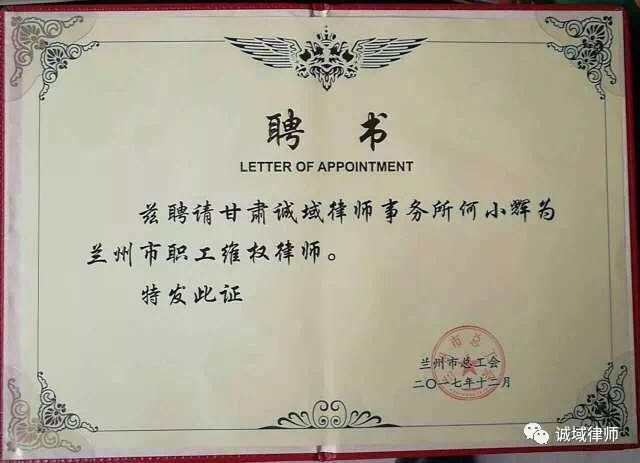 聘书
LETTER OF APPOINTMENT
兹聘请甘肃诚域律师事务所何小辉为
兰州市职工维权律师。
特发此证
兰州市总工会
二〇一七年十二月
诚域律师